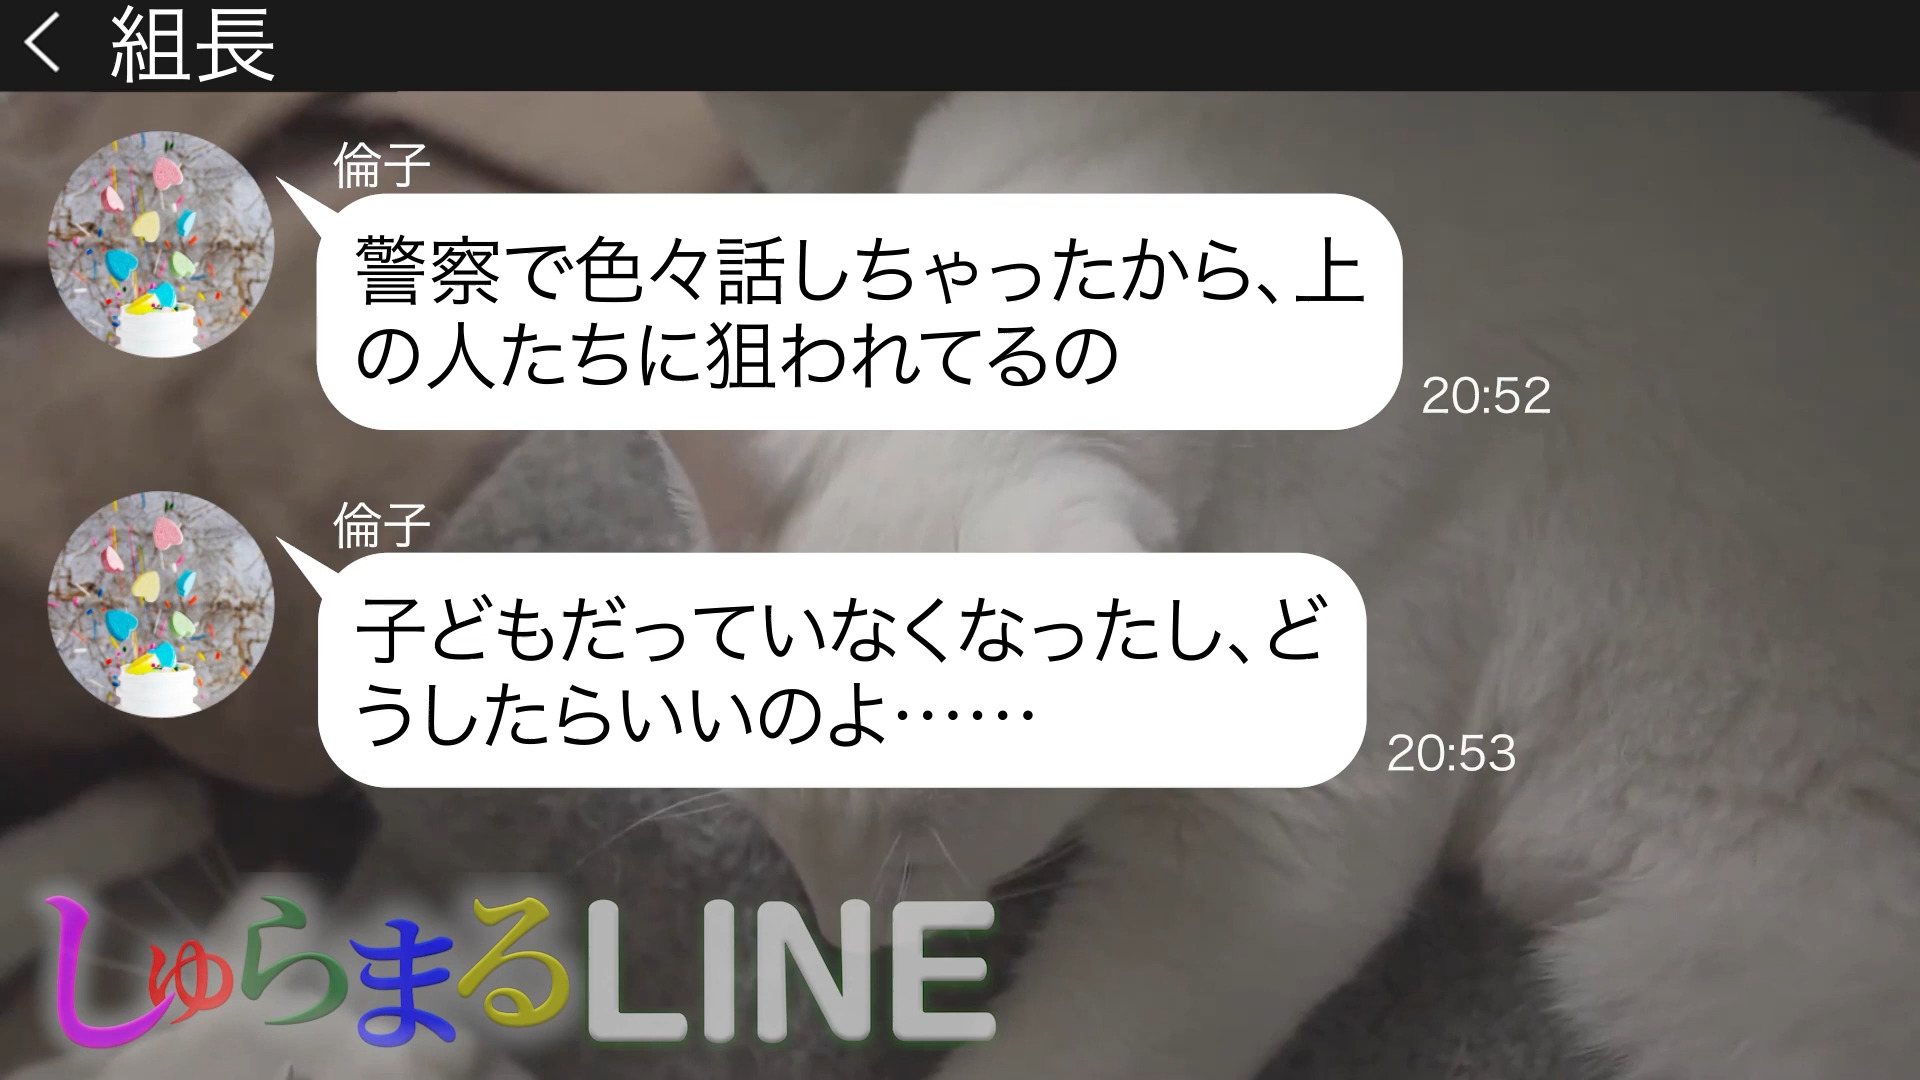 組長
倫子
警察で色々話しちゃったから、上
の人たちに狙われてるの
20:52
倫子
子どもだっていなくなったし、ど
うしたらいいのよ……
20:53
しゅらまるLINE